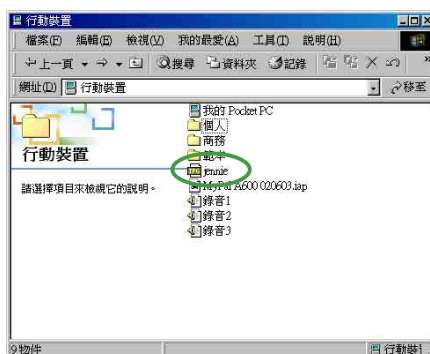 行動裝置
檔案(F) 編輯(E) 檢視(V) 我的最愛(A) 工具(T) 說明(H)
上一頁 搜尋 資料夾 記錄 »
網址(D) 行動裝置 移至
行動裝置
請選擇項目來檢視它的說明。
我的 Pocket PC
個人
商務
範本
jennie
MyPal A600 020603.iap
錄音1
錄音2
錄音3
9 物件
行動裝置